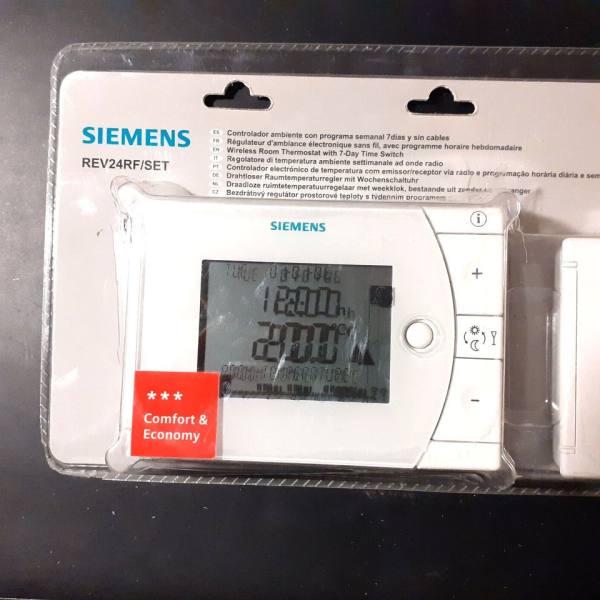 SIEMENS
REV24RF/SET
ES Controlador ambiente con programa semanal 7dias y sin cables
FR Régulateur d'ambiance électronique sans fil, avec programme horaire hebdomadaire
EN Wireless Room Thermostat with 7-Day Time Switch
IT Regolatore di temperatura ambiente settimanale ad onde radio
PT Controlador electrónico de temperatura com emissor/receptor via rádio e programação horária diária e sem
DE Drahtloser Raumtemperaturregler mit Wochenschaltuhr
NL Draadloze ruimtetemperatuurregelaar met weekklok, bestaande uit
CZ Bezdrátový regulátor prostorové teploty s týdenním programem
SIEMENS
i
+
-
***
Comfort &
Economy